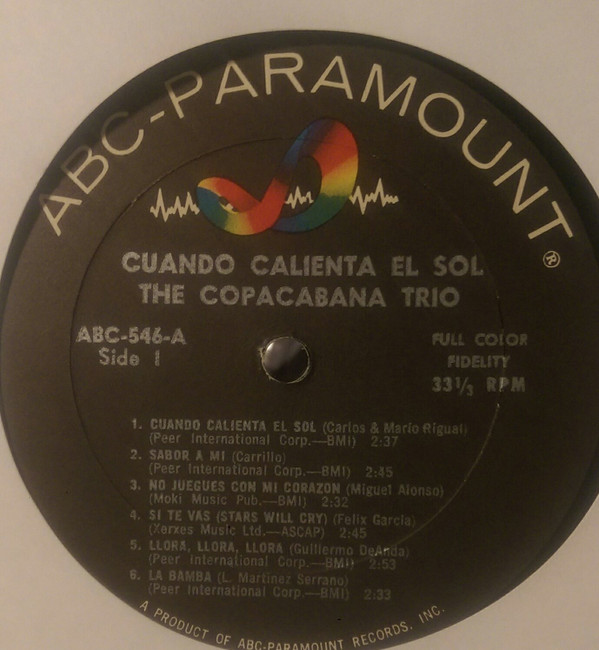 ABC-PARAMOUNT®
CUANDO CALIENTA EL SOL
THE COPACABANA TRIO
ABC-546-A
Side 1
FULL COLOR
FIDELITY
33 1/3 RPM
1. CUANDO CALIENTA EL SOL (Carlos & Mario Rigual)
(Peer International Corp.—BMI) 2:37
2. SABOR A MI (Carrillo)
(Peer International Corp.—BMI) 2:45
3. NO JUEGUES CON MI CORAZON (Miguel Alonso)
(Moki Music Pub.—BMI) 2:32
4. SI TE VAS (STARS WILL CRY) (Felix Garcia)
(Xerxes Music Ltd.—ASCAP) 2:45
5. LLORA, LLORA, LLORA (Guillermo DeAnda)
(Peer International Corp.—BMI) 2:53
6. LA BAMBA (L. Martinez Serrano)
(Peer International Corp.—BMI) 2:33
A PRODUCT OF ABC-PARAMOUNT RECORDS, INC.